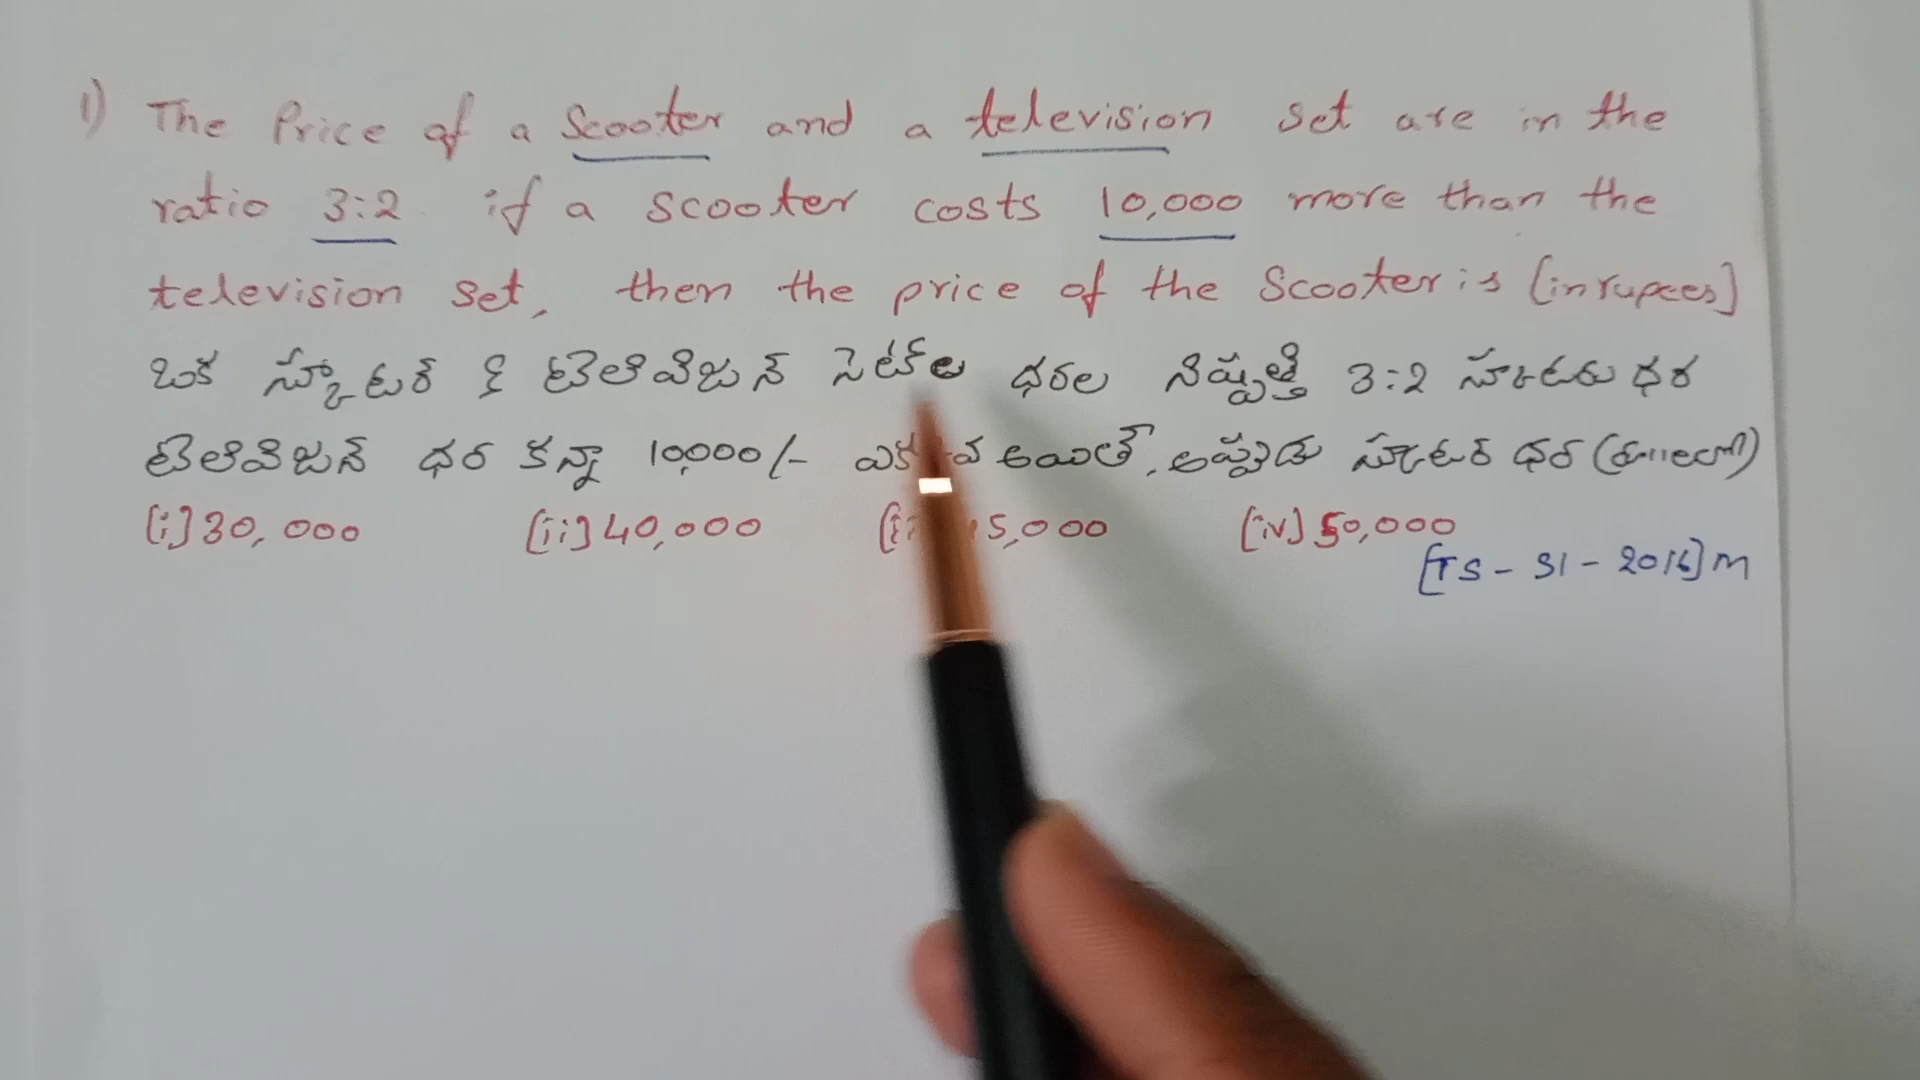 1) The Price of a Scooter and a television set are in the
ratio 3:2 if a scooter costs 10,000 more than the
television set, then the price of the Scooter is [in rupees]
ఒక స్కూటర్ & టెలివిజన్ సెట్‌ల ధరల నిష్పత్తి 3:2 స్కూటరు ధర
టెలివిజన్ ధర కన్నా 10,000/- అయితే, అప్పుడు స్కూటర్ ధర
[i] 30,000 [ii] 40,000 5,000 [iv] 50,000
[TS - SI - 2016] M